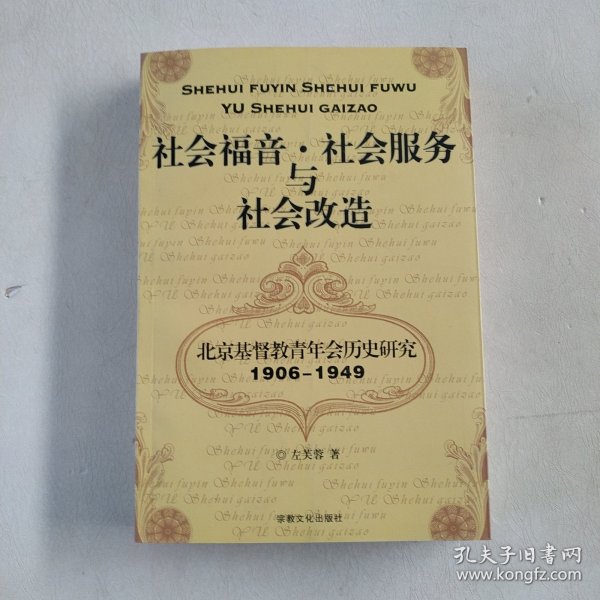 SHEHUI FUYIN SHEHUI FUWU
YU SHEHUI GAIZAO
社会福音·社会服务
与
社会改造
北京基督教青年会历史研究
1906-1949
◎ 左芙蓉 著
宗教文化出版社
孔夫子旧书网
www.kongfz.com